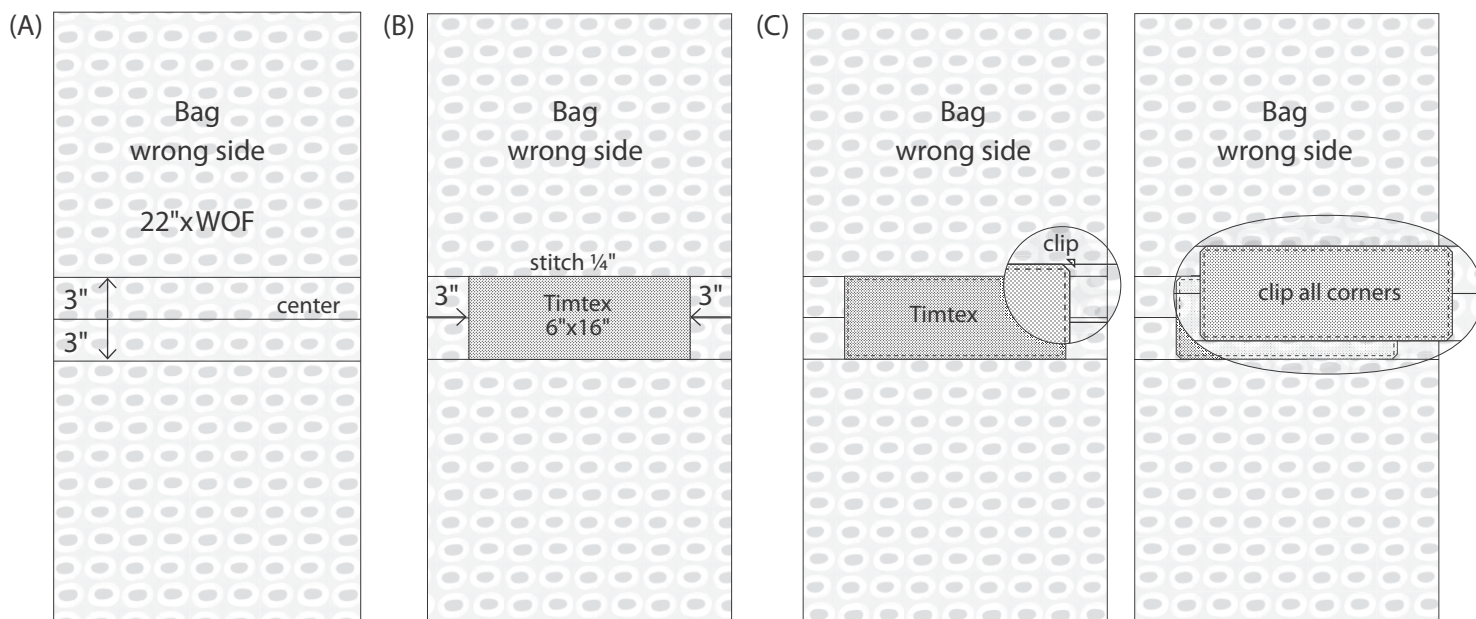 (A)
Bag
wrong side
22"x WOF
3"
center
3"
(B)
Bag
wrong side
stitch ¼"
3"
Timtex
6"x16"
3"
(C)
Bag
wrong side
clip
Timtex
Bag
wrong side
clip all corners